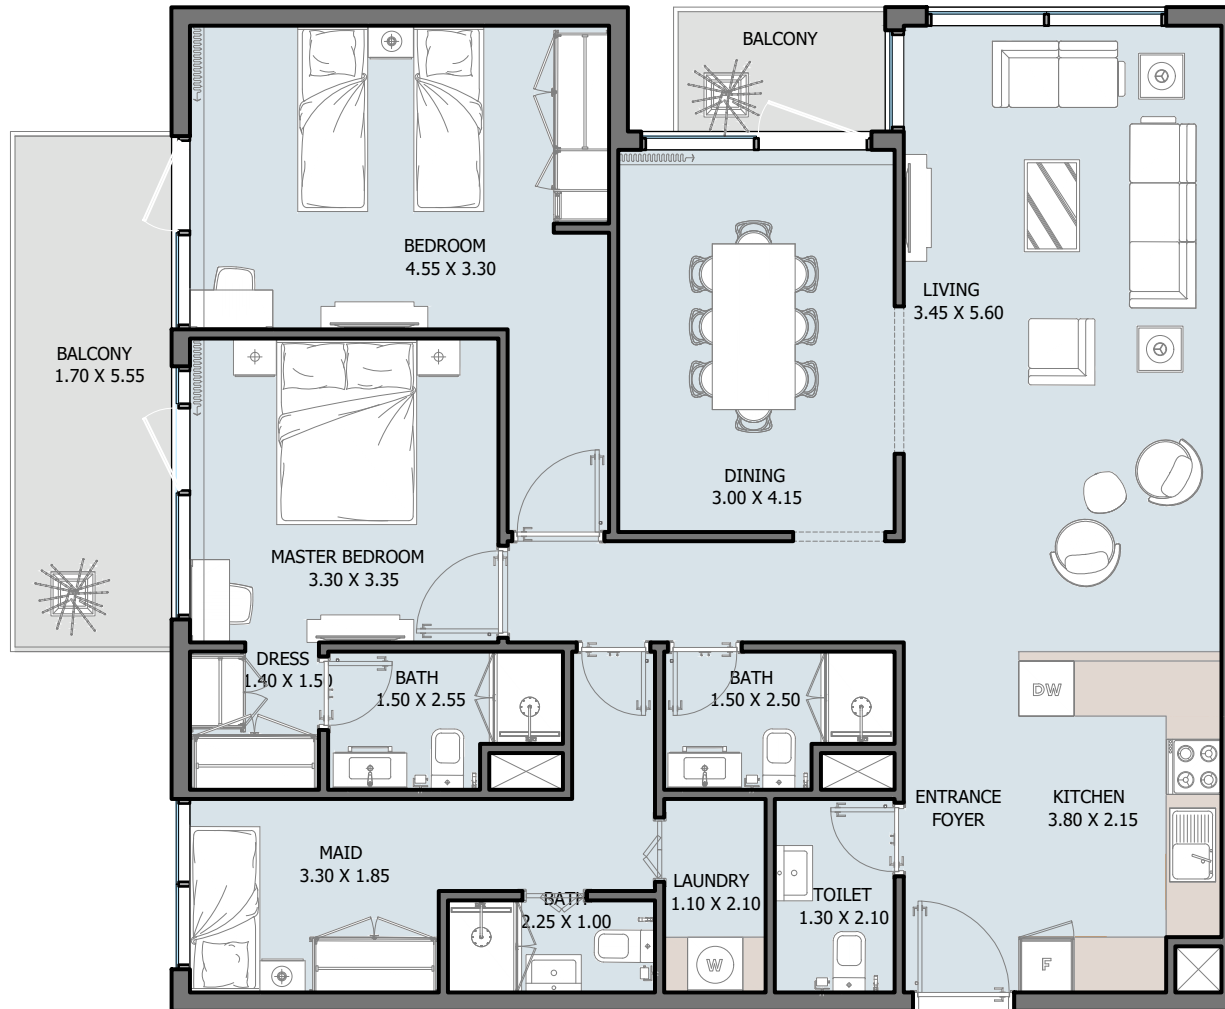 BALCONY
BEDROOM
4.55 X 3.30
LIVING
3.45 X 5.60
BALCONY
1.70 X 5.55
DINING
3.00 X 4.15
MASTER BEDROOM
3.30 X 3.35
DRESS
1.40 X 1.50
BATH
1.50 X 2.55
BATH
1.50 X 2.50
DW
ENTRANCE
FOYER
KITCHEN
3.80 X 2.15
MAID
3.30 X 1.85
BATH
2.25 X 1.00
LAUNDRY
1.10 X 2.10
TOILET
1.30 X 2.10
W
F